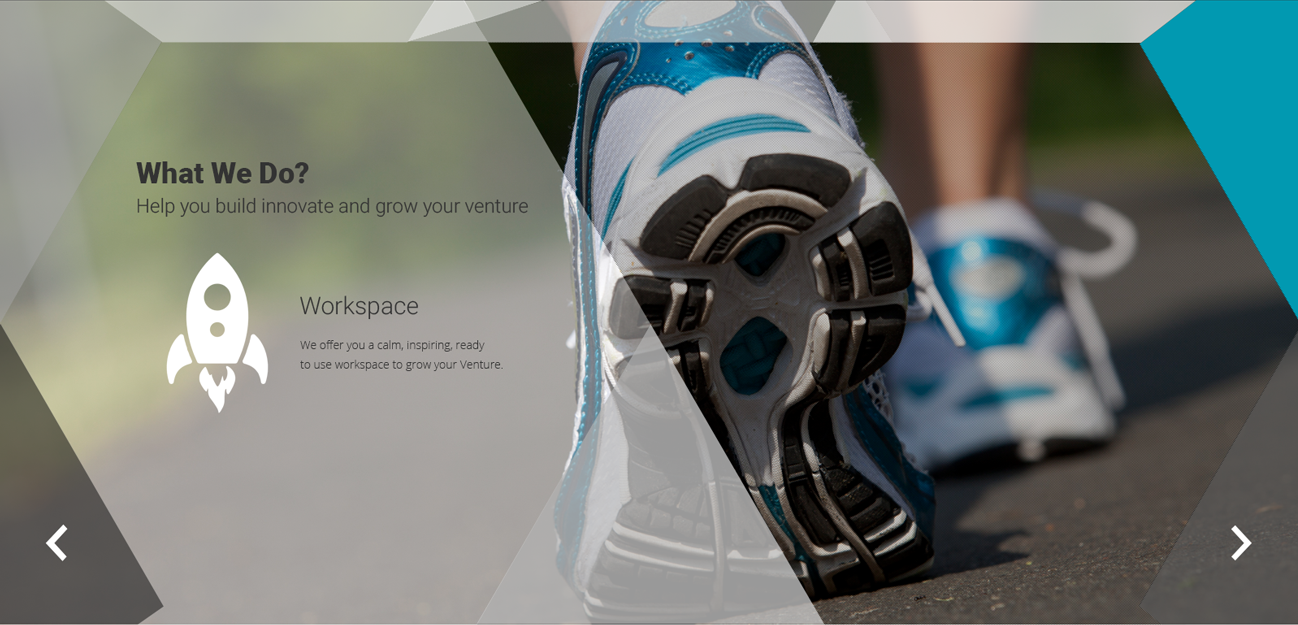 What We Do?
Help you build innovate and grow your venture
Workspace
We offer you a calm, inspiring, ready
to use workspace to grow your Venture.